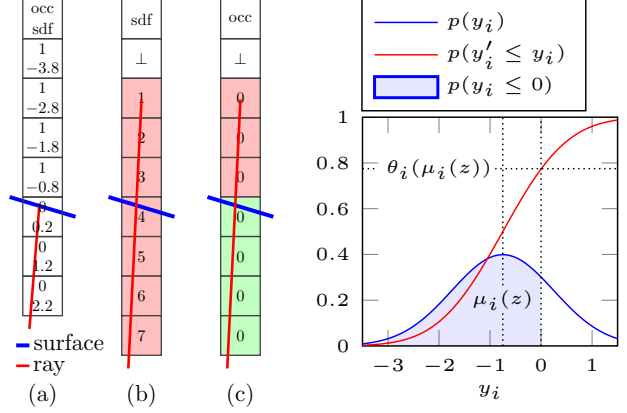 occ
sdf
1
−3.8
1
−2.8
1
−1.8
1
−0.8
0
0.2
0
1.2
0
2.2
surface
ray
(a)
sdf
⊥
1
2
3
4
5
6
7
(b)
occ
⊥
0
0
0
0
0
0
0
(c)
p(y_i)
p(y_i′ ≤ y_i)
p(y_i ≤ 0)
1
0.8
0.6
0.4
0.2
0
θ_i(μ_i(z))
μ_i(z)
−3 −2 −1 0 1
y_i